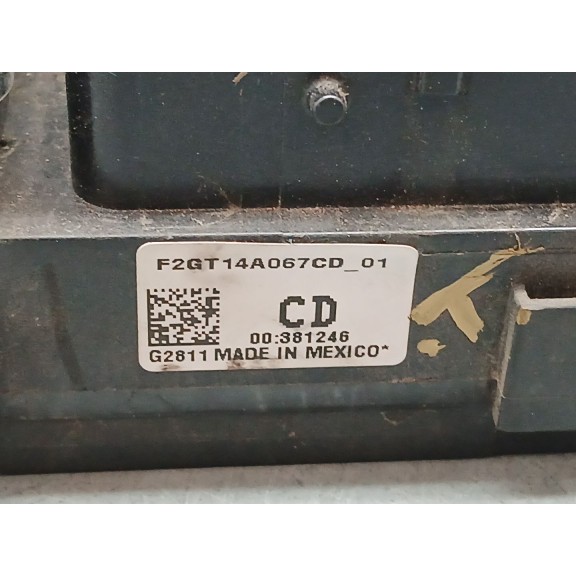 F2GT14A067CD_01
CD
00:381246
G2811 MADE IN MEXICO*